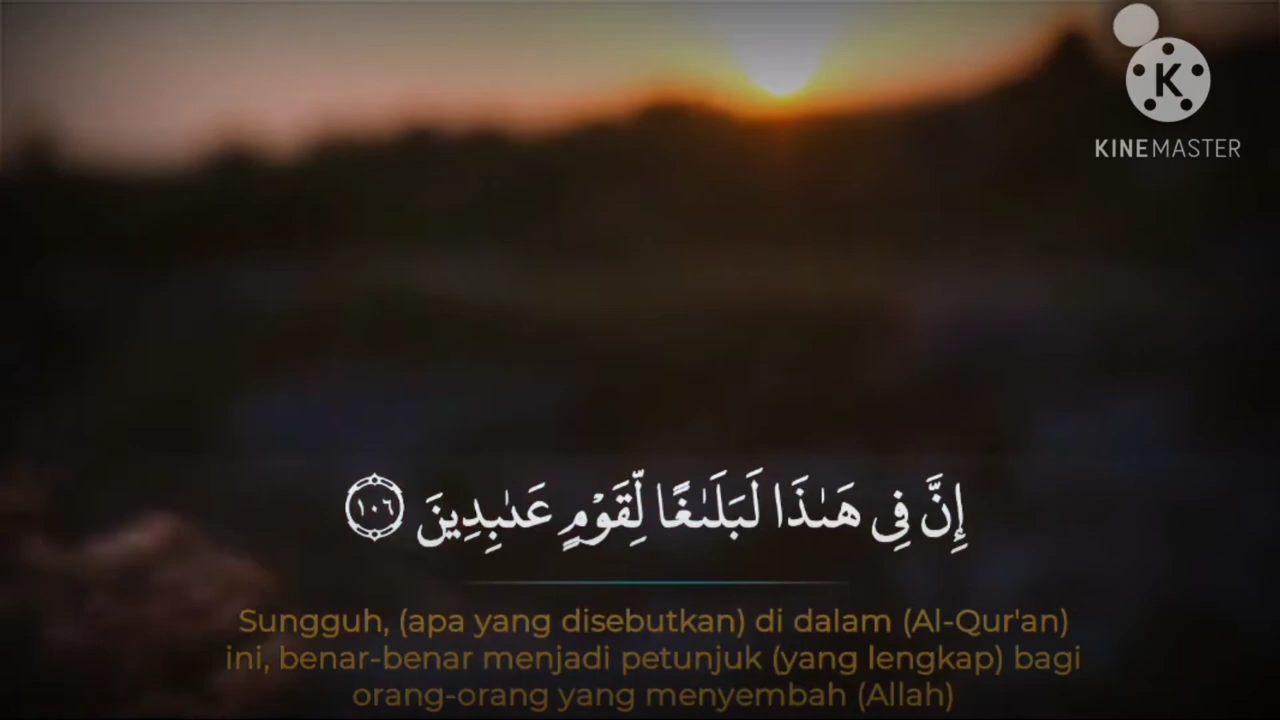 K
KINEMASTER
إِنَّ فِى هَـٰذَا لَبَلَـٰغًا لِّقَوْمٍ عَـٰبِدِينَ ١٠٦
Sungguh, (apa yang disebutkan) di dalam (Al-Qur'an)
ini, benar-benar menjadi petunjuk (yang lengkap) bagi
orang-orang yang menyembah (Allah)